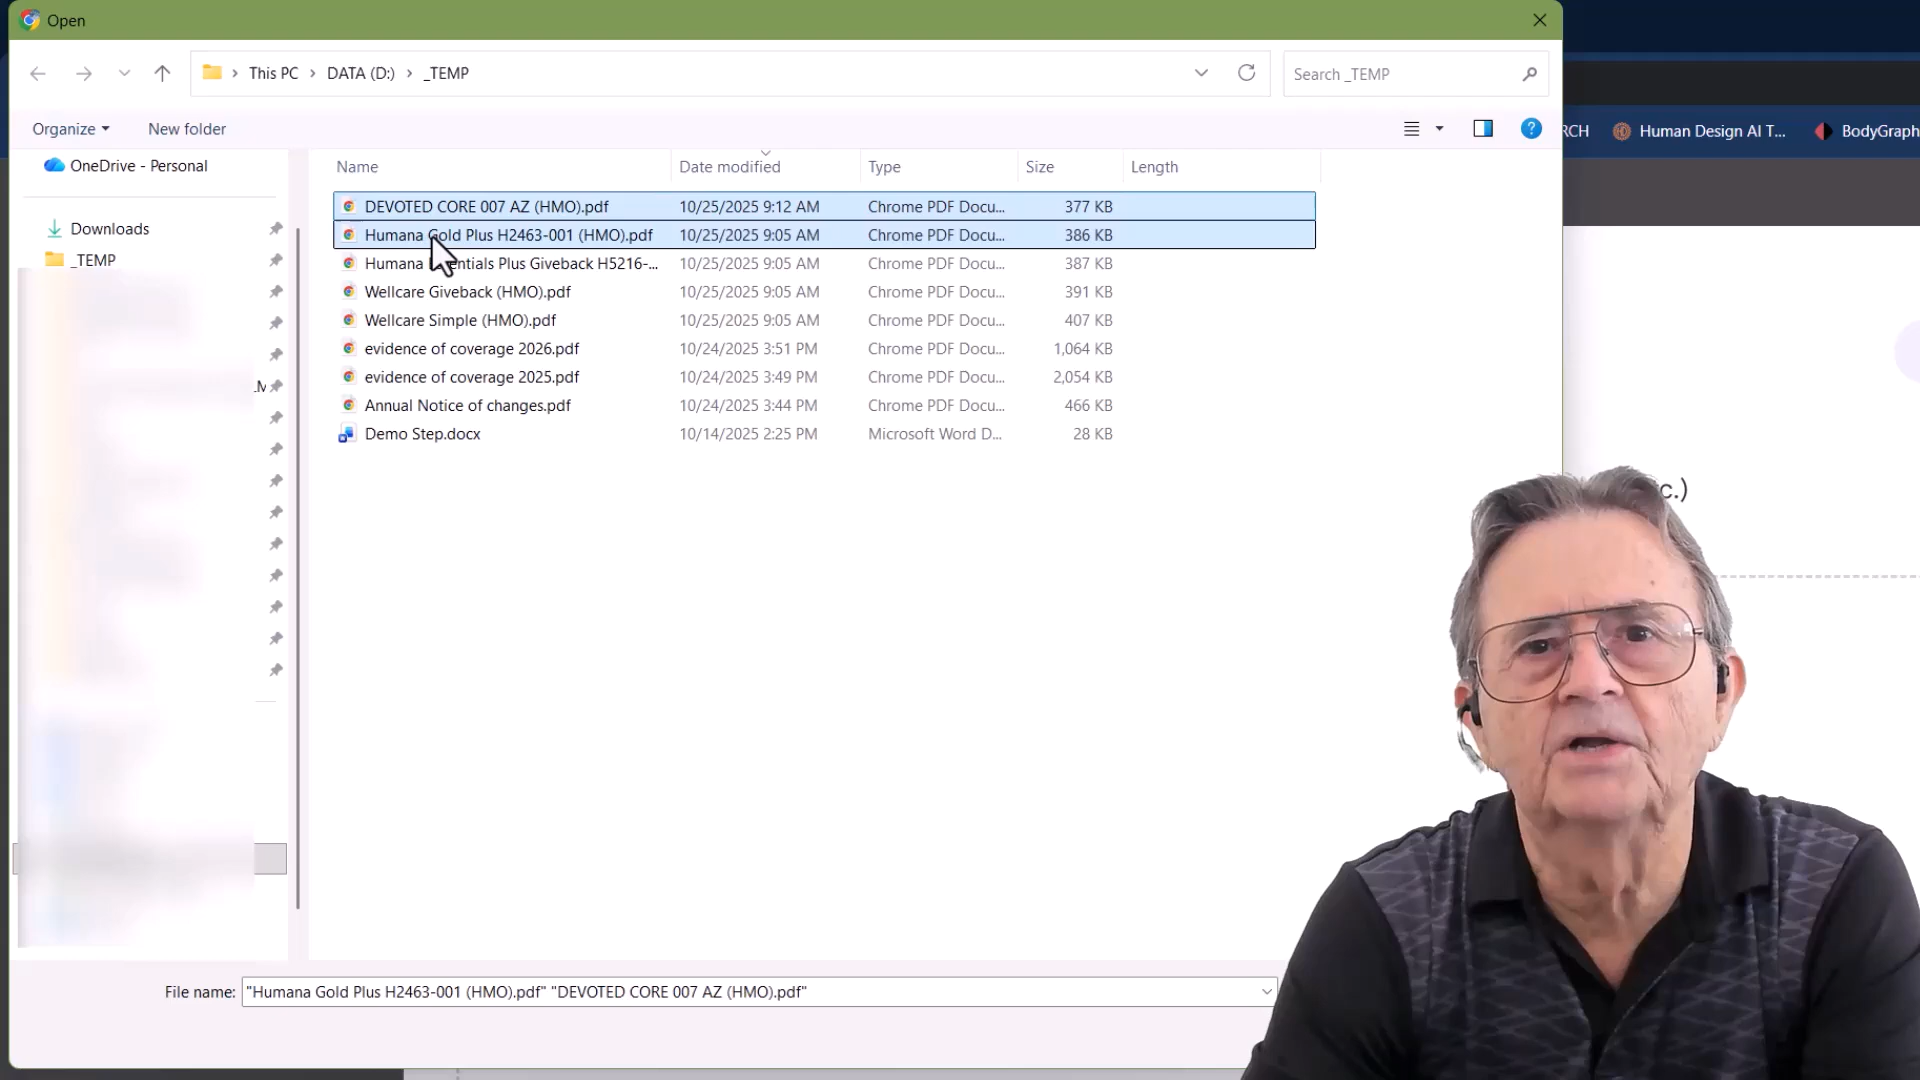 Open
This PC > DATA (D:) > _TEMP
Search _TEMP
Organize
New folder
RCH
Human Design AI T...
BodyGraph
OneDrive - Personal
Downloads
_TEMP
Name Date modified Type Size Length
DEVOTED CORE 007 AZ (HMO).pdf 10/25/2025 9:12 AM Chrome PDF Docu... 377 KB
Humana Gold Plus H2463-001 (HMO).pdf 10/25/2025 9:05 AM Chrome PDF Docu... 386 KB
Humana Plus Giveback H5216-... 10/25/2025 9:05 AM Chrome PDF Docu... 387 KB
Wellcare Giveback (HMO).pdf 10/25/2025 9:05 AM Chrome PDF Docu... 391 KB
Wellcare Simple (HMO).pdf 10/25/2025 9:05 AM Chrome PDF Docu... 407 KB
evidence of coverage 2026.pdf 10/24/2025 3:51 PM Chrome PDF Docu... 1,064 KB
evidence of coverage 2025.pdf 10/24/2025 3:49 PM Chrome PDF Docu... 2,054 KB
Annual Notice of changes.pdf 10/24/2025 3:44 PM Chrome PDF Docu... 466 KB
Demo Step.docx 10/14/2025 2:25 PM Microsoft Word D... 28 KB
c.)
File name: "Humana Gold Plus H2463-001 (HMO).pdf" "DEVOTED CORE 007 AZ (HMO).pdf"